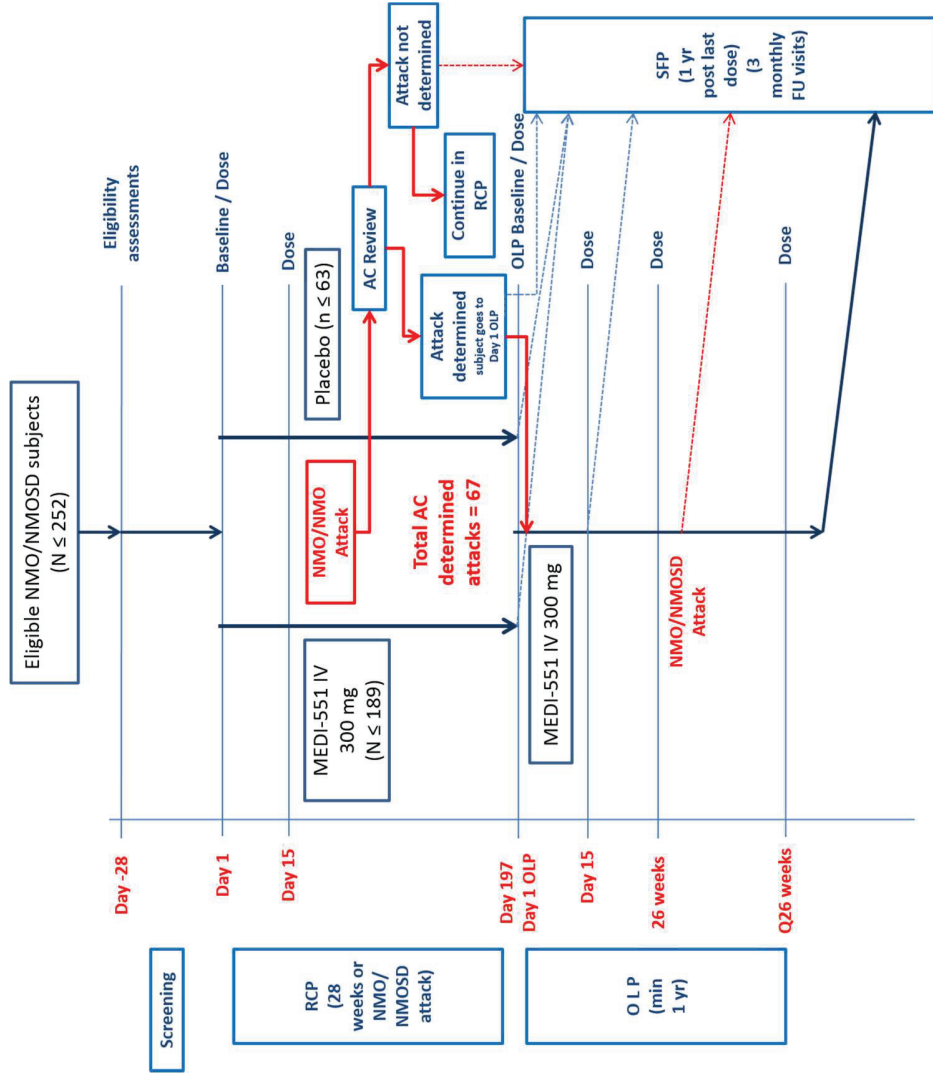 Eligible NMO/NMOSD subjects
(N ≤ 252)
Screening
Day -28
Eligibility
assessments
Day 1
Baseline / Dose
Day 15
Dose
RCP
(28
weeks or
NMO/
NMOSD
attack)
MEDI-551 IV
300 mg
(N ≤ 189)
NMO/NMO
Attack
Placebo (n ≤ 63)
Total AC
determined
attacks = 67
AC Review
Attack not
determined
Attack
determined
subject goes to
Day 1 OLP
Continue in
RCP
Day 197
Day 1 OLP
OLP Baseline / Dose
MEDI-551 IV 300 mg
O L P
(min
1 yr)
Day 15
Dose
26 weeks
Dose
NMO/NMOSD
Attack
Q26 weeks
Dose
SFP
(1 yr
post last
dose)
(3
monthly
FU visits)